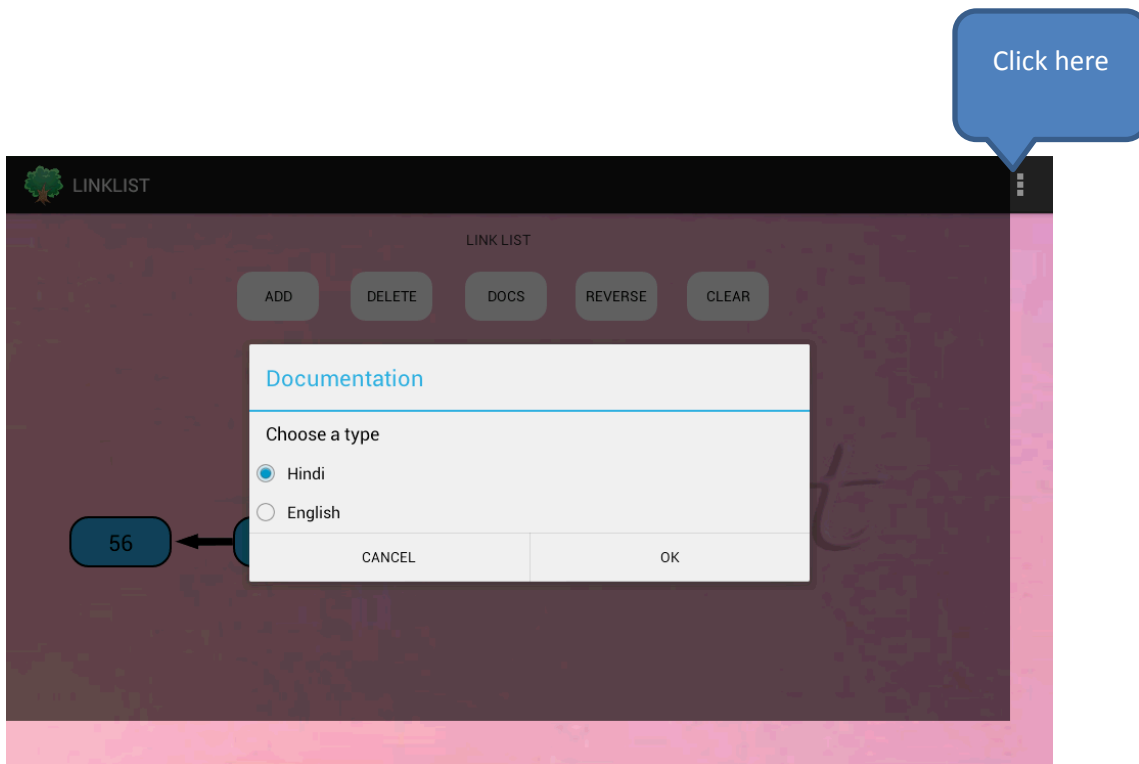 Click here
LINKLIST
LINK LIST
ADD DELETE DOCS REVERSE CLEAR
Documentation
Choose a type
Hindi
English
56
CANCEL OK